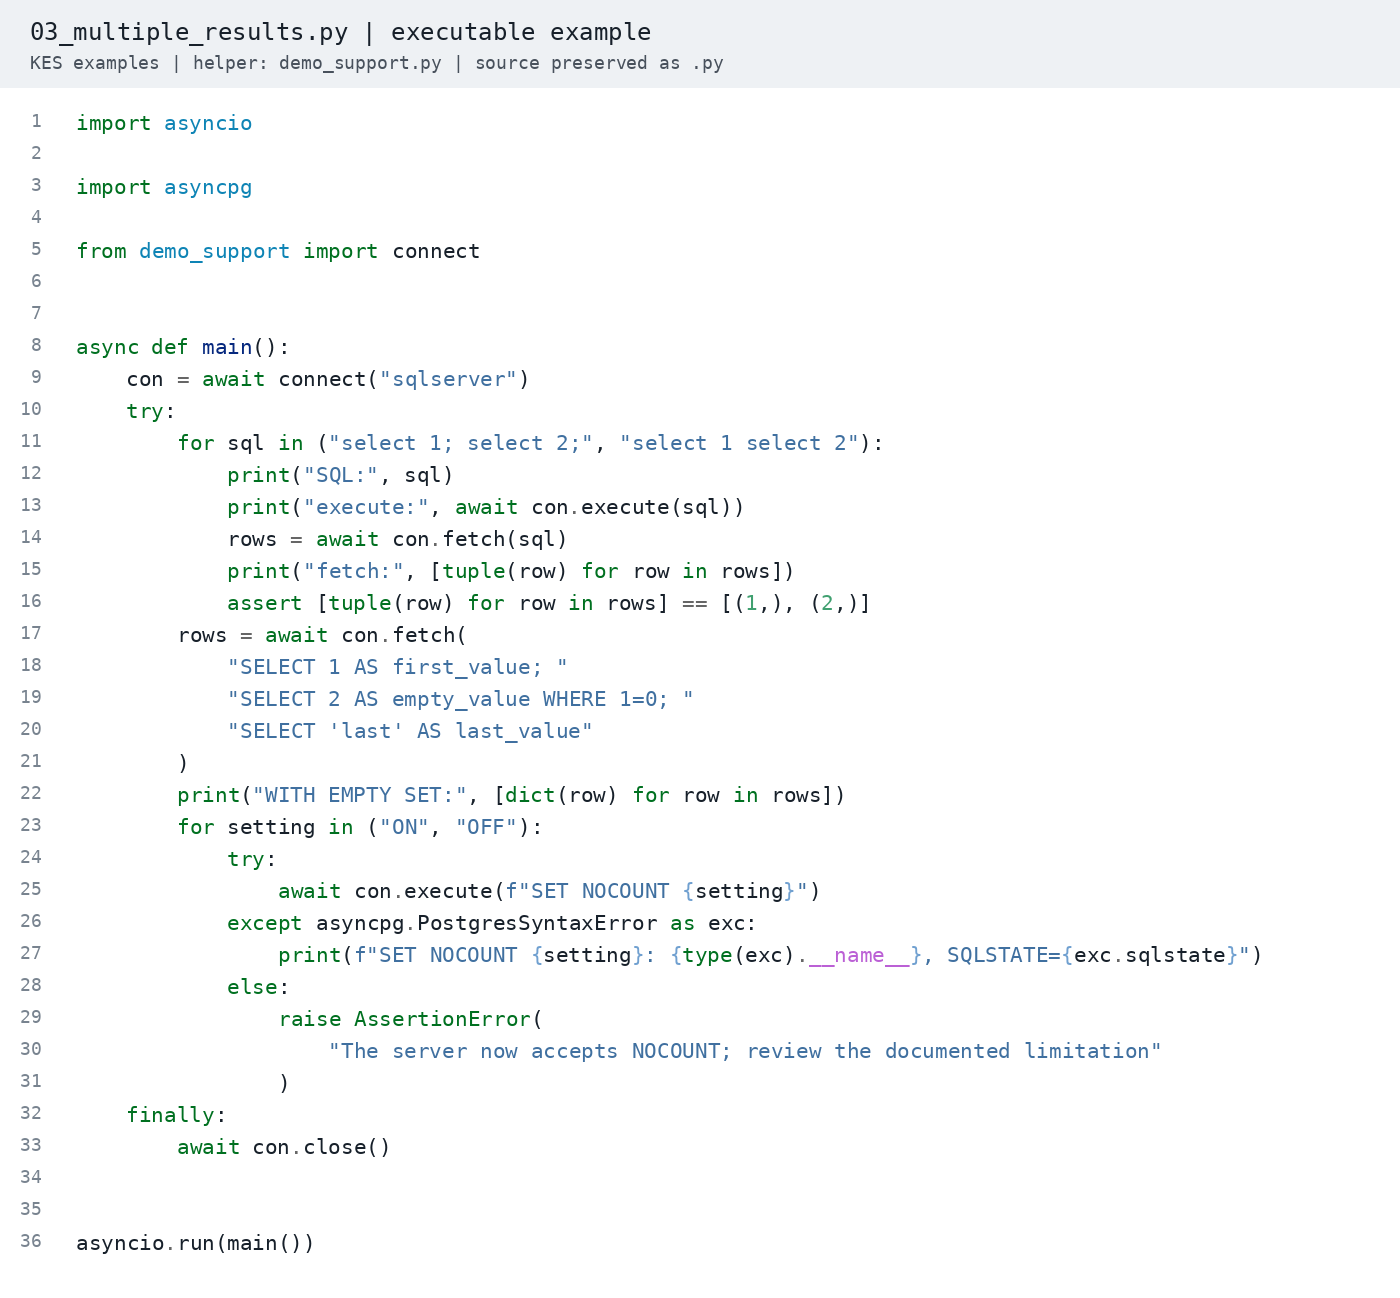 03_multiple_results.py | executable example
KES examples | helper: demo_support.py | source preserved as .py
1 import asyncio
2
3 import asyncpg
4
5 from demo_support import connect
6
7
8 async def main():
9     con = await connect("sqlserver")
10     try:
11         for sql in ("select 1; select 2;", "select 1 select 2"):
12             print("SQL:", sql)
13             print("execute:", await con.execute(sql))
14             rows = await con.fetch(sql)
15             print("fetch:", [tuple(row) for row in rows])
16             assert [tuple(row) for row in rows] == [(1,), (2,)]
17         rows = await con.fetch(
18             "SELECT 1 AS first_value; "
19             "SELECT 2 AS empty_value WHERE 1=0; "
20             "SELECT 'last' AS last_value"
21         )
22         print("WITH EMPTY SET:", [dict(row) for row in rows])
23         for setting in ("ON", "OFF"):
24             try:
25                 await con.execute(f"SET NOCOUNT {setting}")
26             except asyncpg.PostgresSyntaxError as exc:
27                 print(f"SET NOCOUNT {setting}: {type(exc).__name__}, SQLSTATE={exc.sqlstate}")
28             else:
29                 raise AssertionError(
30                     "The server now accepts NOCOUNT; review the documented limitation"
31                 )
32     finally:
33         await con.close()
34
35
36 asyncio.run(main())